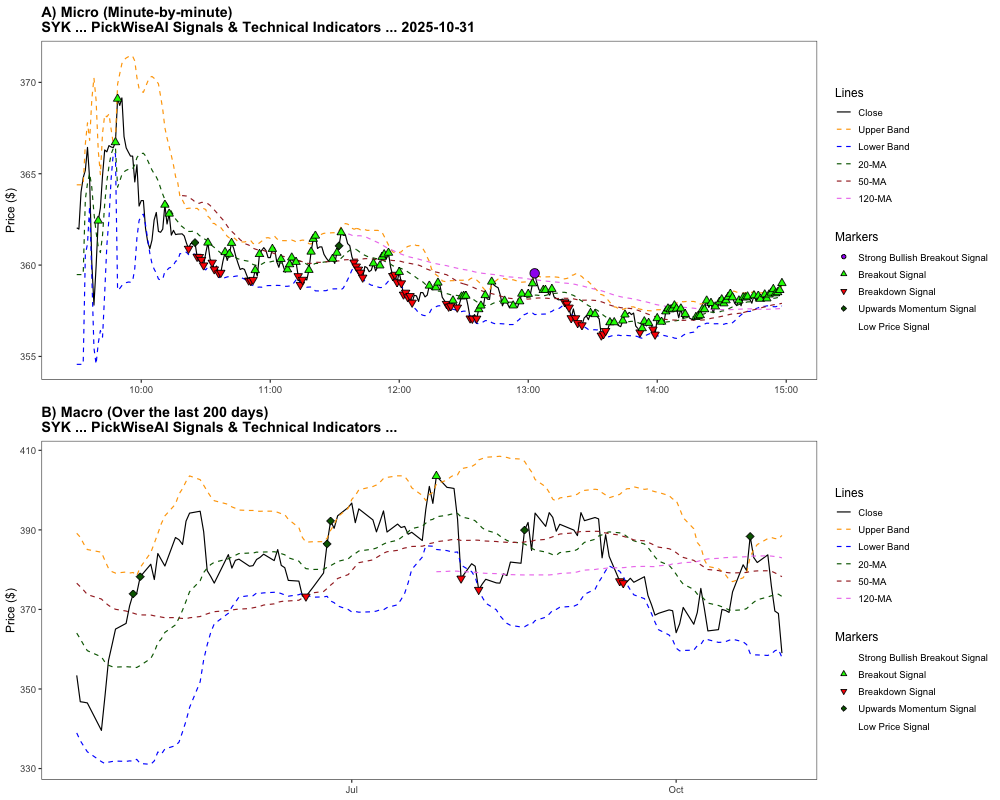 A) Micro (Minute-by-minute)
SYK ... PickWiseAI Signals & Technical Indicators ... 2025-10-31
Price ($)
370
365
360
355
10:00
11:00
12:00
13:00
14:00
15:00
Lines
Close
Upper Band
Lower Band
20-MA
50-MA
120-MA
Markers
Strong Bullish Breakout Signal
Breakout Signal
Breakdown Signal
Upwards Momentum Signal
Low Price Signal
B) Macro (Over the last 200 days)
SYK ... PickWiseAI Signals & Technical Indicators ...
Price ($)
410
390
370
350
330
Jul
Oct
Lines
Close
Upper Band
Lower Band
20-MA
50-MA
120-MA
Markers
Strong Bullish Breakout Signal
Breakout Signal
Breakdown Signal
Upwards Momentum Signal
Low Price Signal